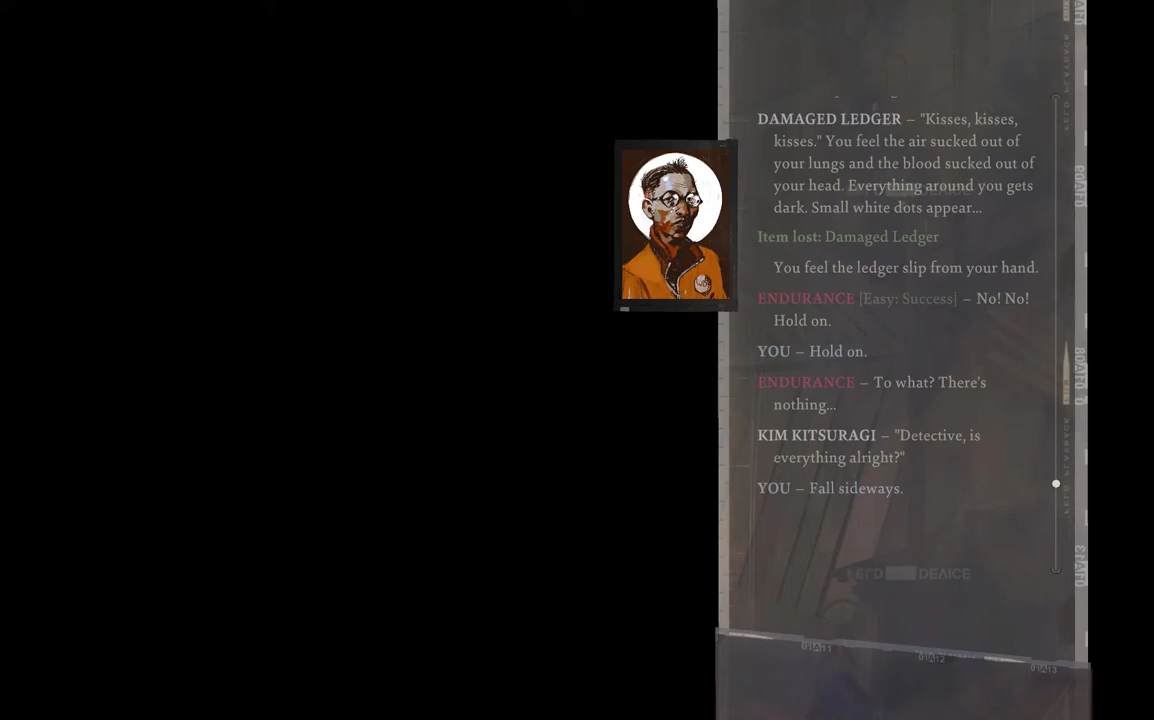 DAMAGED LEDGER – "Kisses, kisses,
kisses." You feel the air sucked out of
your lungs and the blood sucked out of
your head. Everything around you gets
dark. Small white dots appear...
Item lost: Damaged Ledger
You feel the ledger slip from your hand.
ENDURANCE [Easy: Success] – No! No!
Hold on.
YOU – Hold on.
ENDURANCE – To what? There's
nothing...
KIM KITSURAGI – "Detective, is
everything alright?"
YOU – Fall sideways.